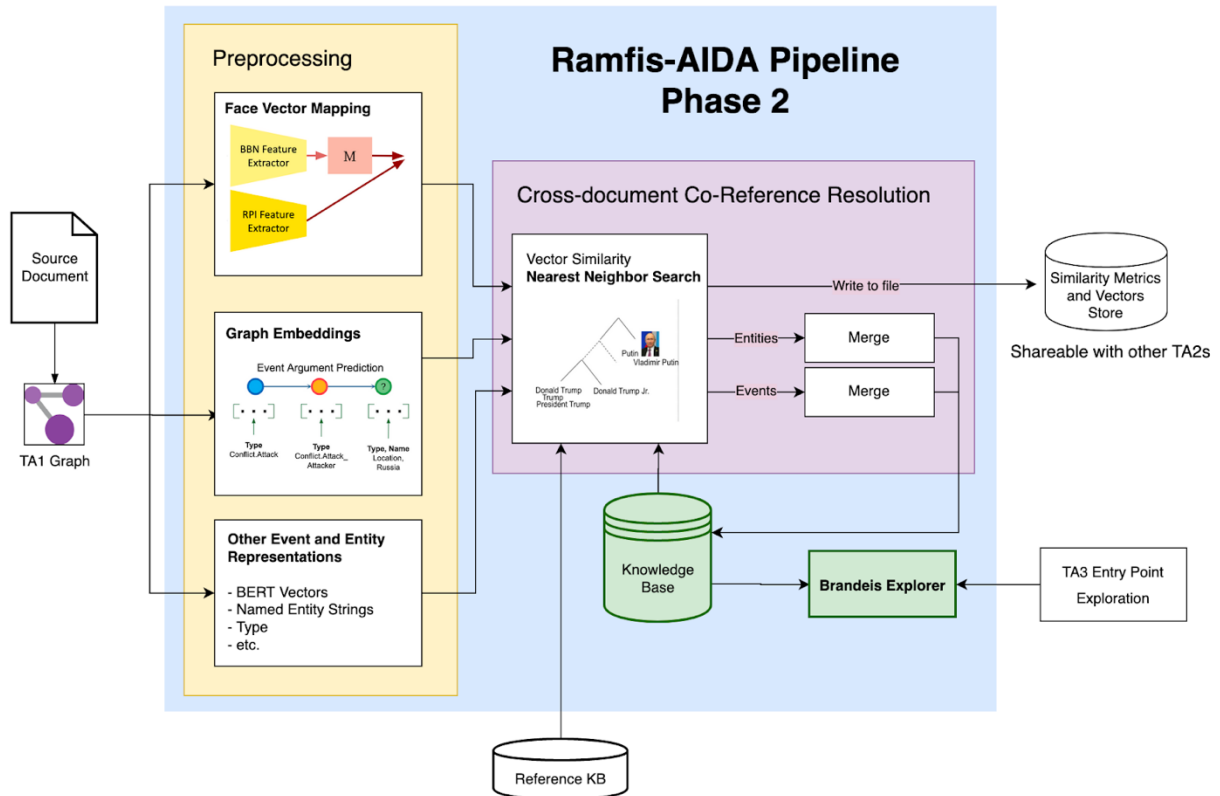 Ramfis-AIDA Pipeline
Phase 2
Source
Document
TA1 Graph
Preprocessing
Face Vector Mapping
BBN Feature
Extractor
M
RPI Feature
Extractor
Graph Embeddings
Event Argument Prediction
?
[• • •]
[• • •]
[• • •]
Type
Conflict.Attack
Type
Conflict.Attack_
Attacker
Type, Name
Location,
Russia
Other Event and Entity
Representations
- BERT Vectors
- Named Entity Strings
- Type
- etc.
Cross-document Co-Reference Resolution
Vector Similarity
Nearest Neighbor Search
Putin
Vladimir Putin
Donald Trump
Trump
President Trump
Donald Trump Jr.
Write to file
Entities
Merge
Events
Merge
Similarity Metrics
and Vectors
Store
Shareable with other TA2s
Knowledge
Base
Brandeis Explorer
TA3 Entry Point
Exploration
Reference KB